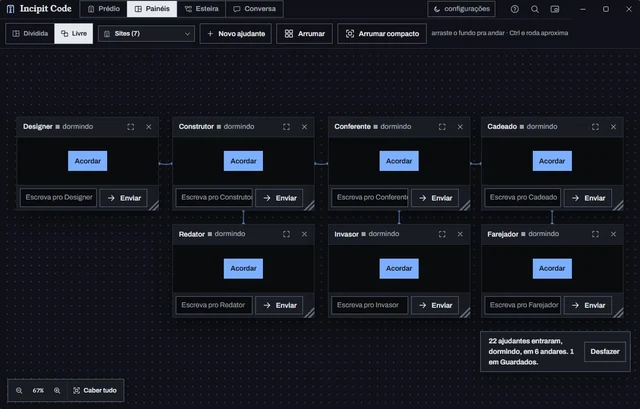 Incipit Code
Prédio
Painéis
Esteira
Conversa
configurações
Dividida
Livre
Sites (7)
Novo ajudante
Arrumar
Arrumar compacto
arraste o fundo pra andar · Ctrl e roda aproxima
Designer dormindo
Construtor dormindo
Conferente dormindo
Cadeado dormindo
Acordar
Acordar
Acordar
Acordar
Escreva pro Designer
Enviar
Escreva pro Construto
Enviar
Escreva pro Conferent
Enviar
Escreva pro Cadeado
Enviar
Redator dormindo
Invasor dormindo
Farejador dormindo
Acordar
Acordar
Acordar
Escreva pro Redator
Enviar
Escreva pro Invasor
Enviar
Escreva pro Farejador
Enviar
22 ajudantes entraram,
dormindo, em 6 andares. 1
em Guardados.
Desfazer
67%
Caber tudo